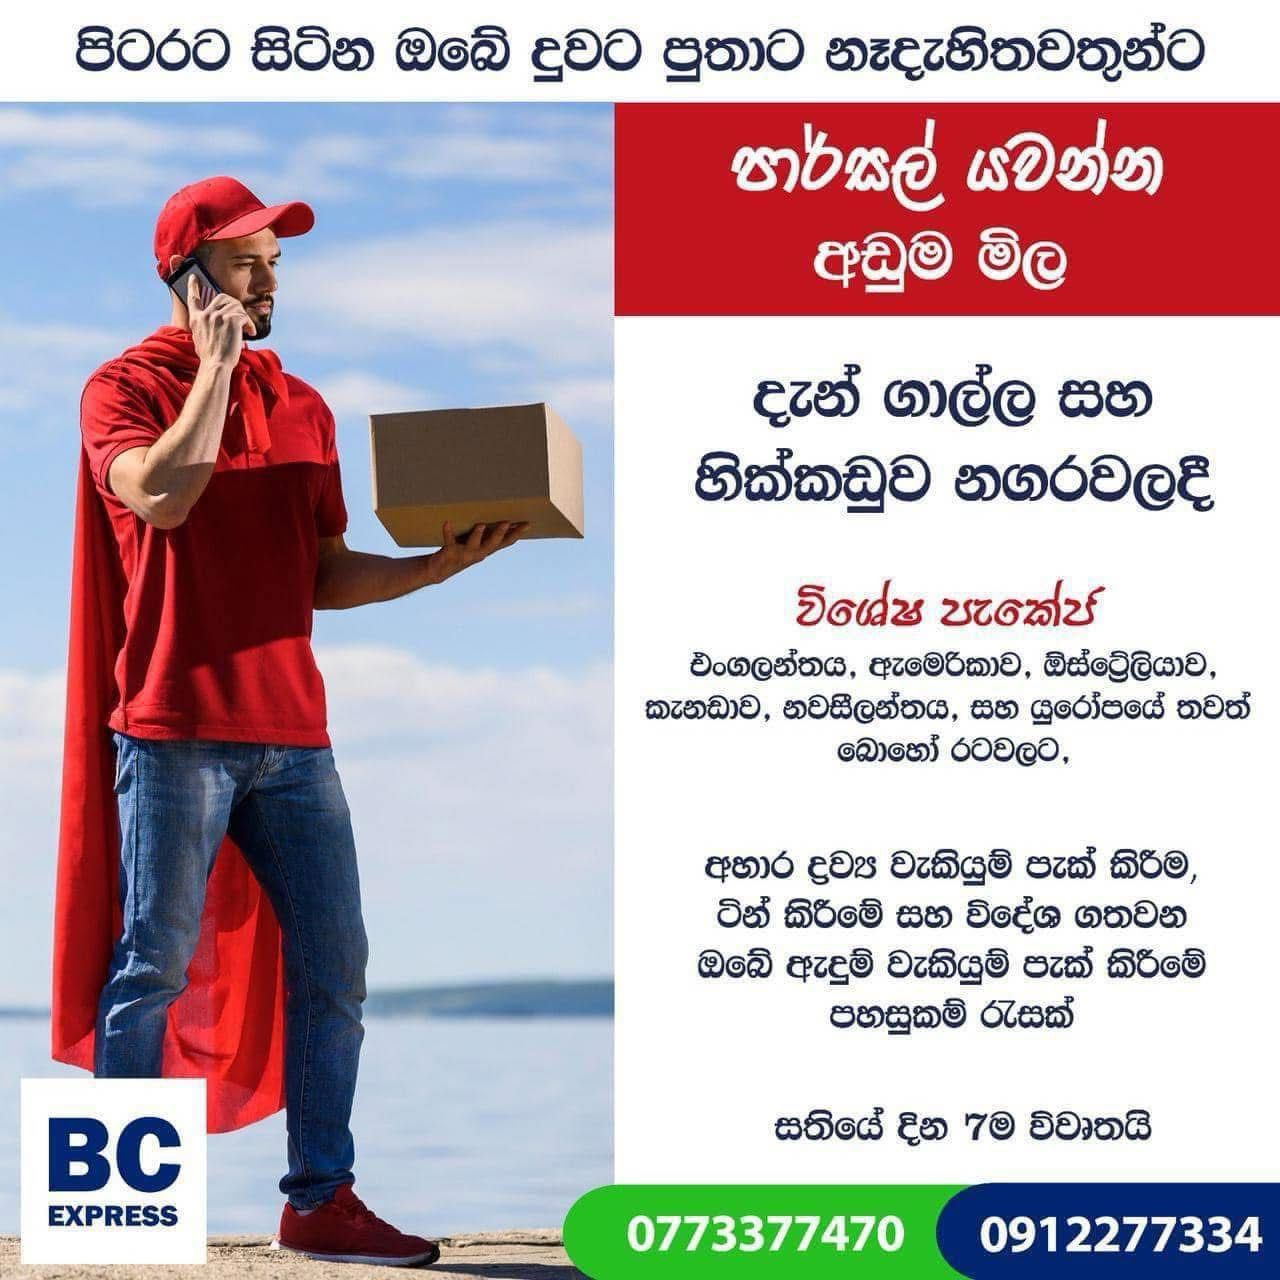 පිටරට සිටින ඔබේ දුවට පුතාට නෑදෑහිතවතුන්ට
පාර්සල් යවන්න
අඩුම මිල
දැන් ගාල්ල සහ
හික්කඩුව නගරවලදී
විශේෂ පැකේජ
එංගලන්තය, ඇමෙරිකාව, ඕස්ට්‍රේලියාව,
කැනඩාව, නවසීලන්තය, සහ යුරෝපයේ තවත්
බොහෝ රටවලට,
අහාර ද්‍රව්‍ය වැකියුම් පැක් කිරීම,
ටින් කිරීමේ සහ විදේශ ගතවන
ඔබේ ඇදුම් වැකියුම් පැක් කිරීමේ
පහසුකම් රැසක්
සතියේ දින 7ම විවෘතයි
BC
EXPRESS
0773377470
0912277334